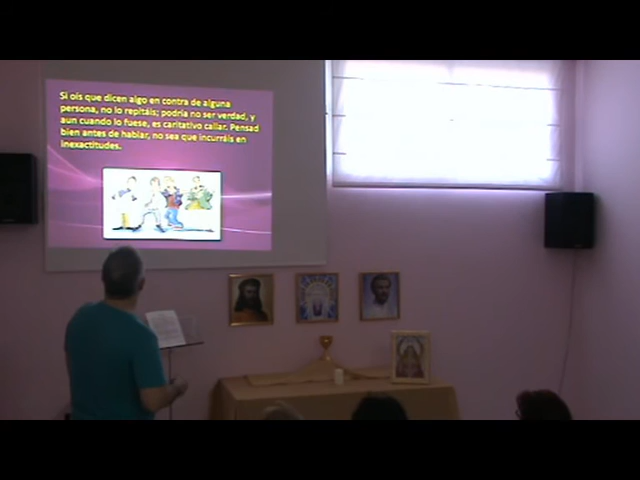 Si oís que dicen algo en contra de alguna
persona, no lo repitáis; podría no ser verdad, y
aun cuando lo fuese, es caritativo callar. Pensad
bien antes de hablar, no sea que incurráis en
inexactitudes.